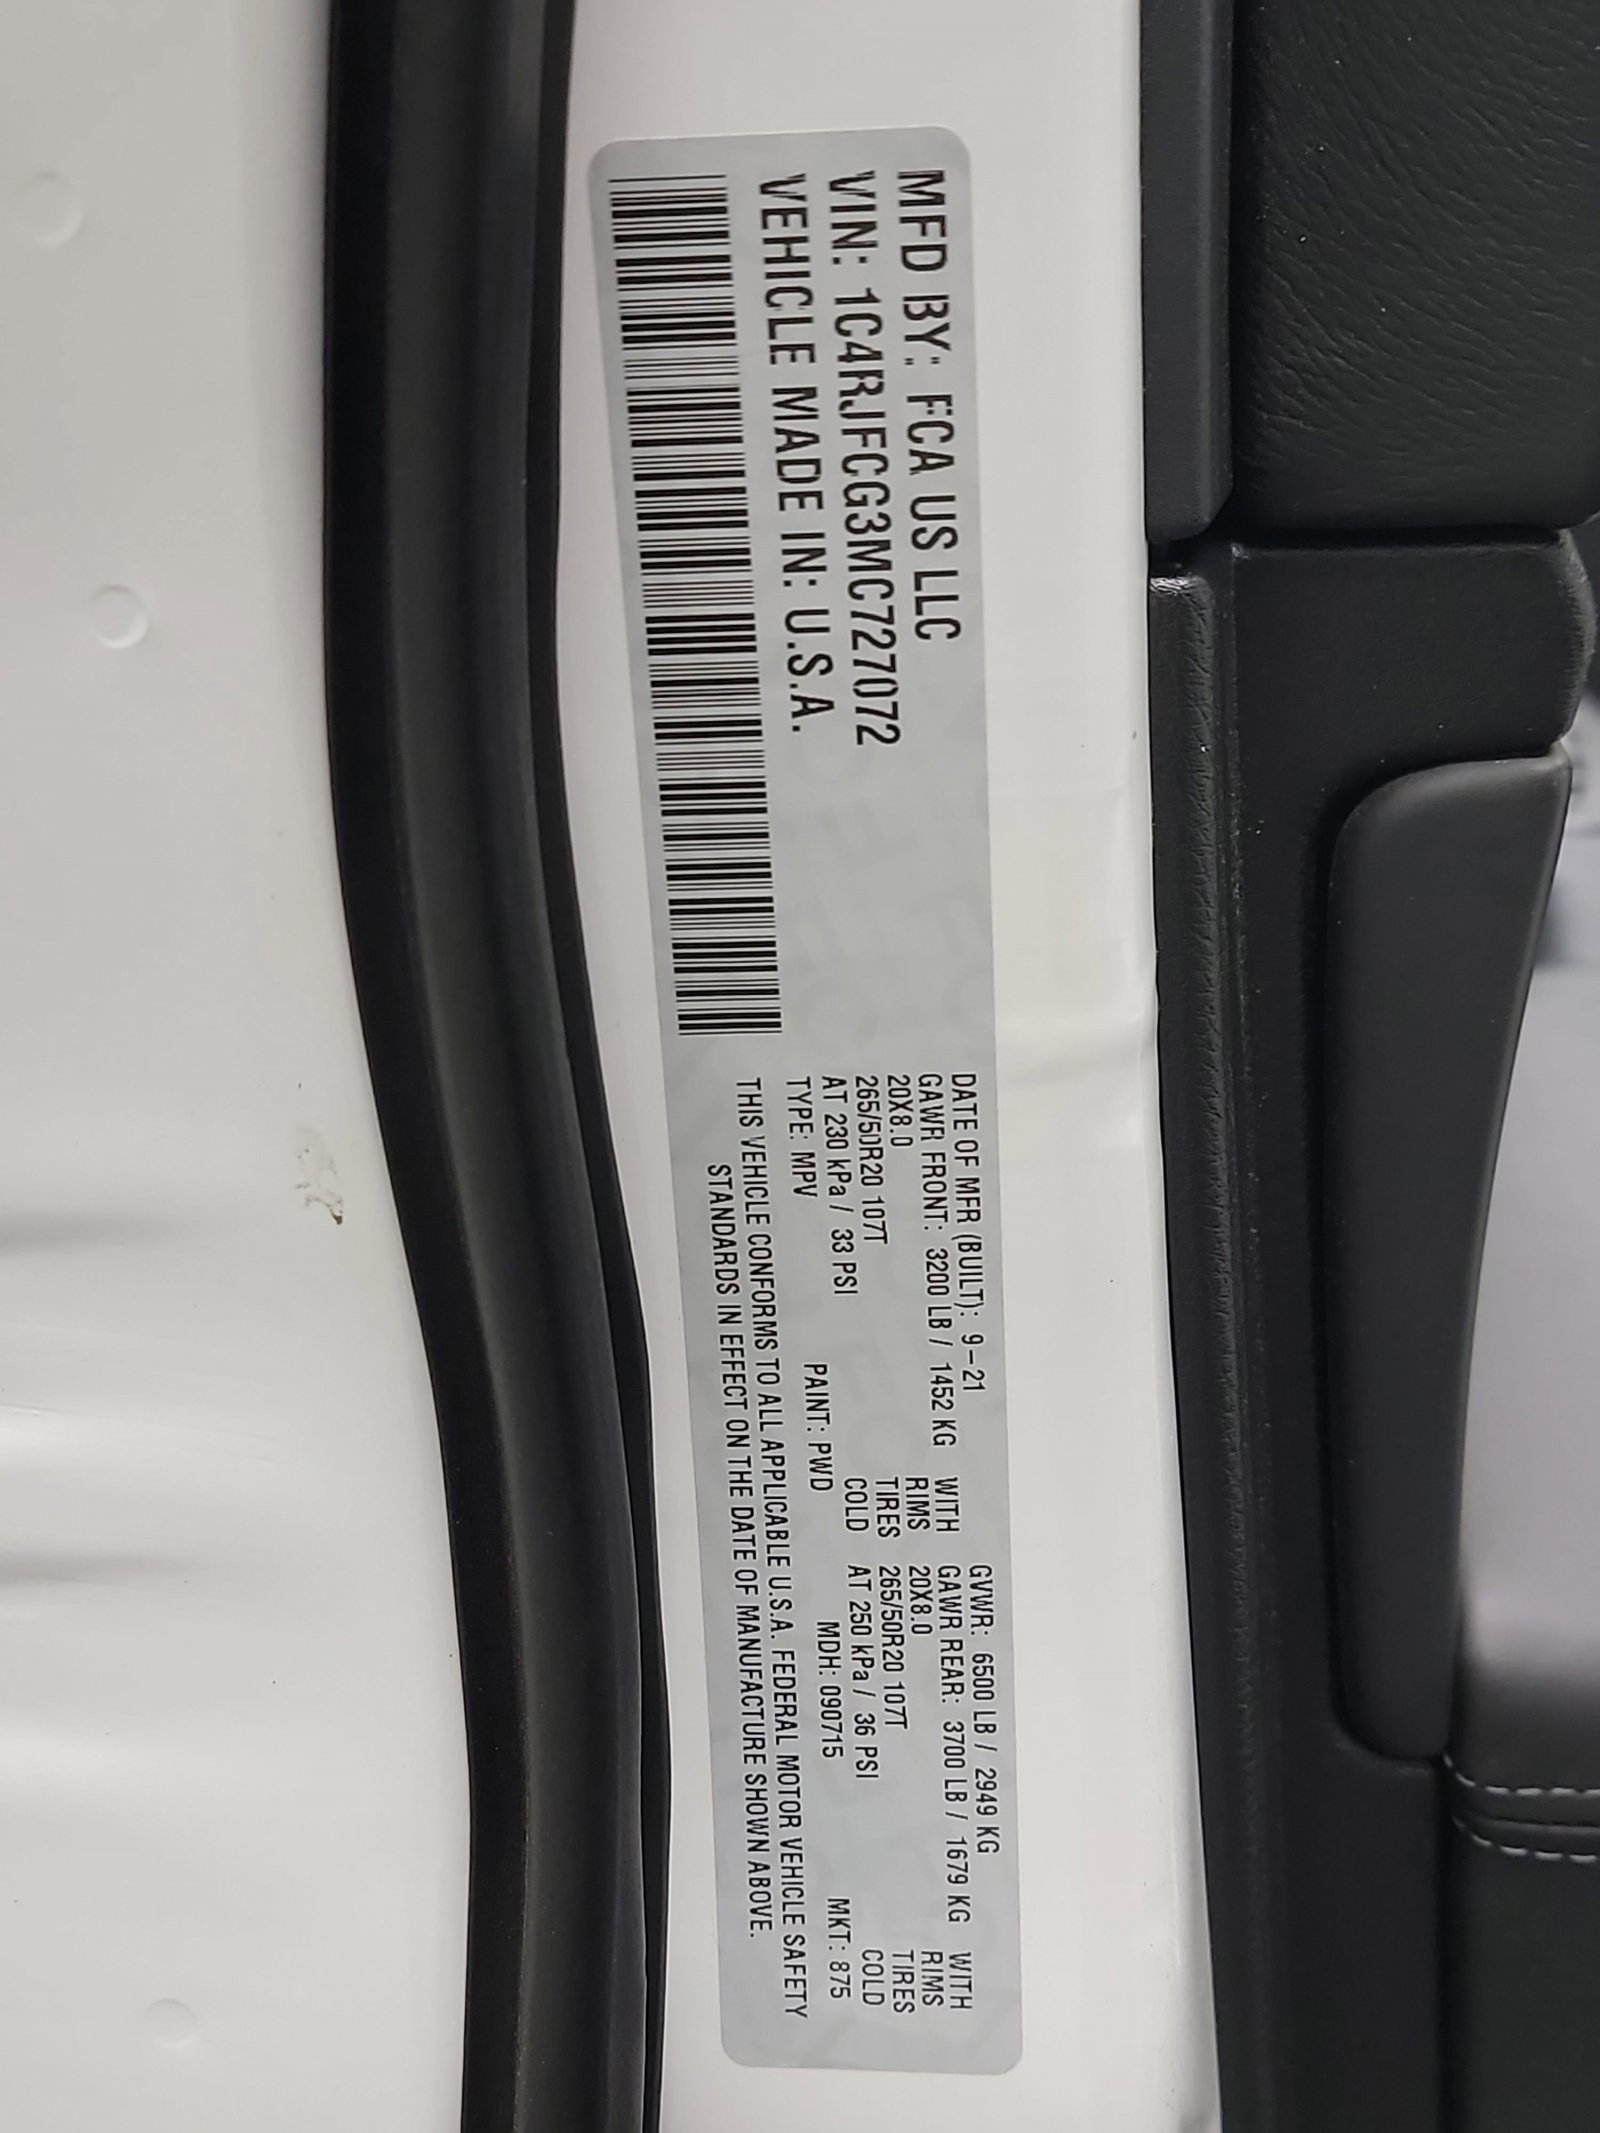 MFD BY: FCA US LLC
VIN: 1C4RJFCG3MC727072
VEHICLE MADE IN: U.S.A.
DATE OF MFR (BUILT): 9-21 GVWR: 6500 LB / 2949 KG
GAWR FRONT: 3200 LB / 1452 KG WITH GAWR REAR: 3700 LB / 1679 KG WITH
20X8.0 RIMS 20X8.0 RIMS
265/50R20 107T TIRES 265/50R20 107T TIRES
AT 230 kPa / 33 PSI COLD AT 250 kPa / 36 PSI COLD
TYPE: MPV PAINT: PWD MDH: 090715 MKT: 875
THIS VEHICLE CONFORMS TO ALL APPLICABLE U.S.A. FEDERAL MOTOR VEHICLE SAFETY
STANDARDS IN EFFECT ON THE DATE OF MANUFACTURE SHOWN ABOVE.